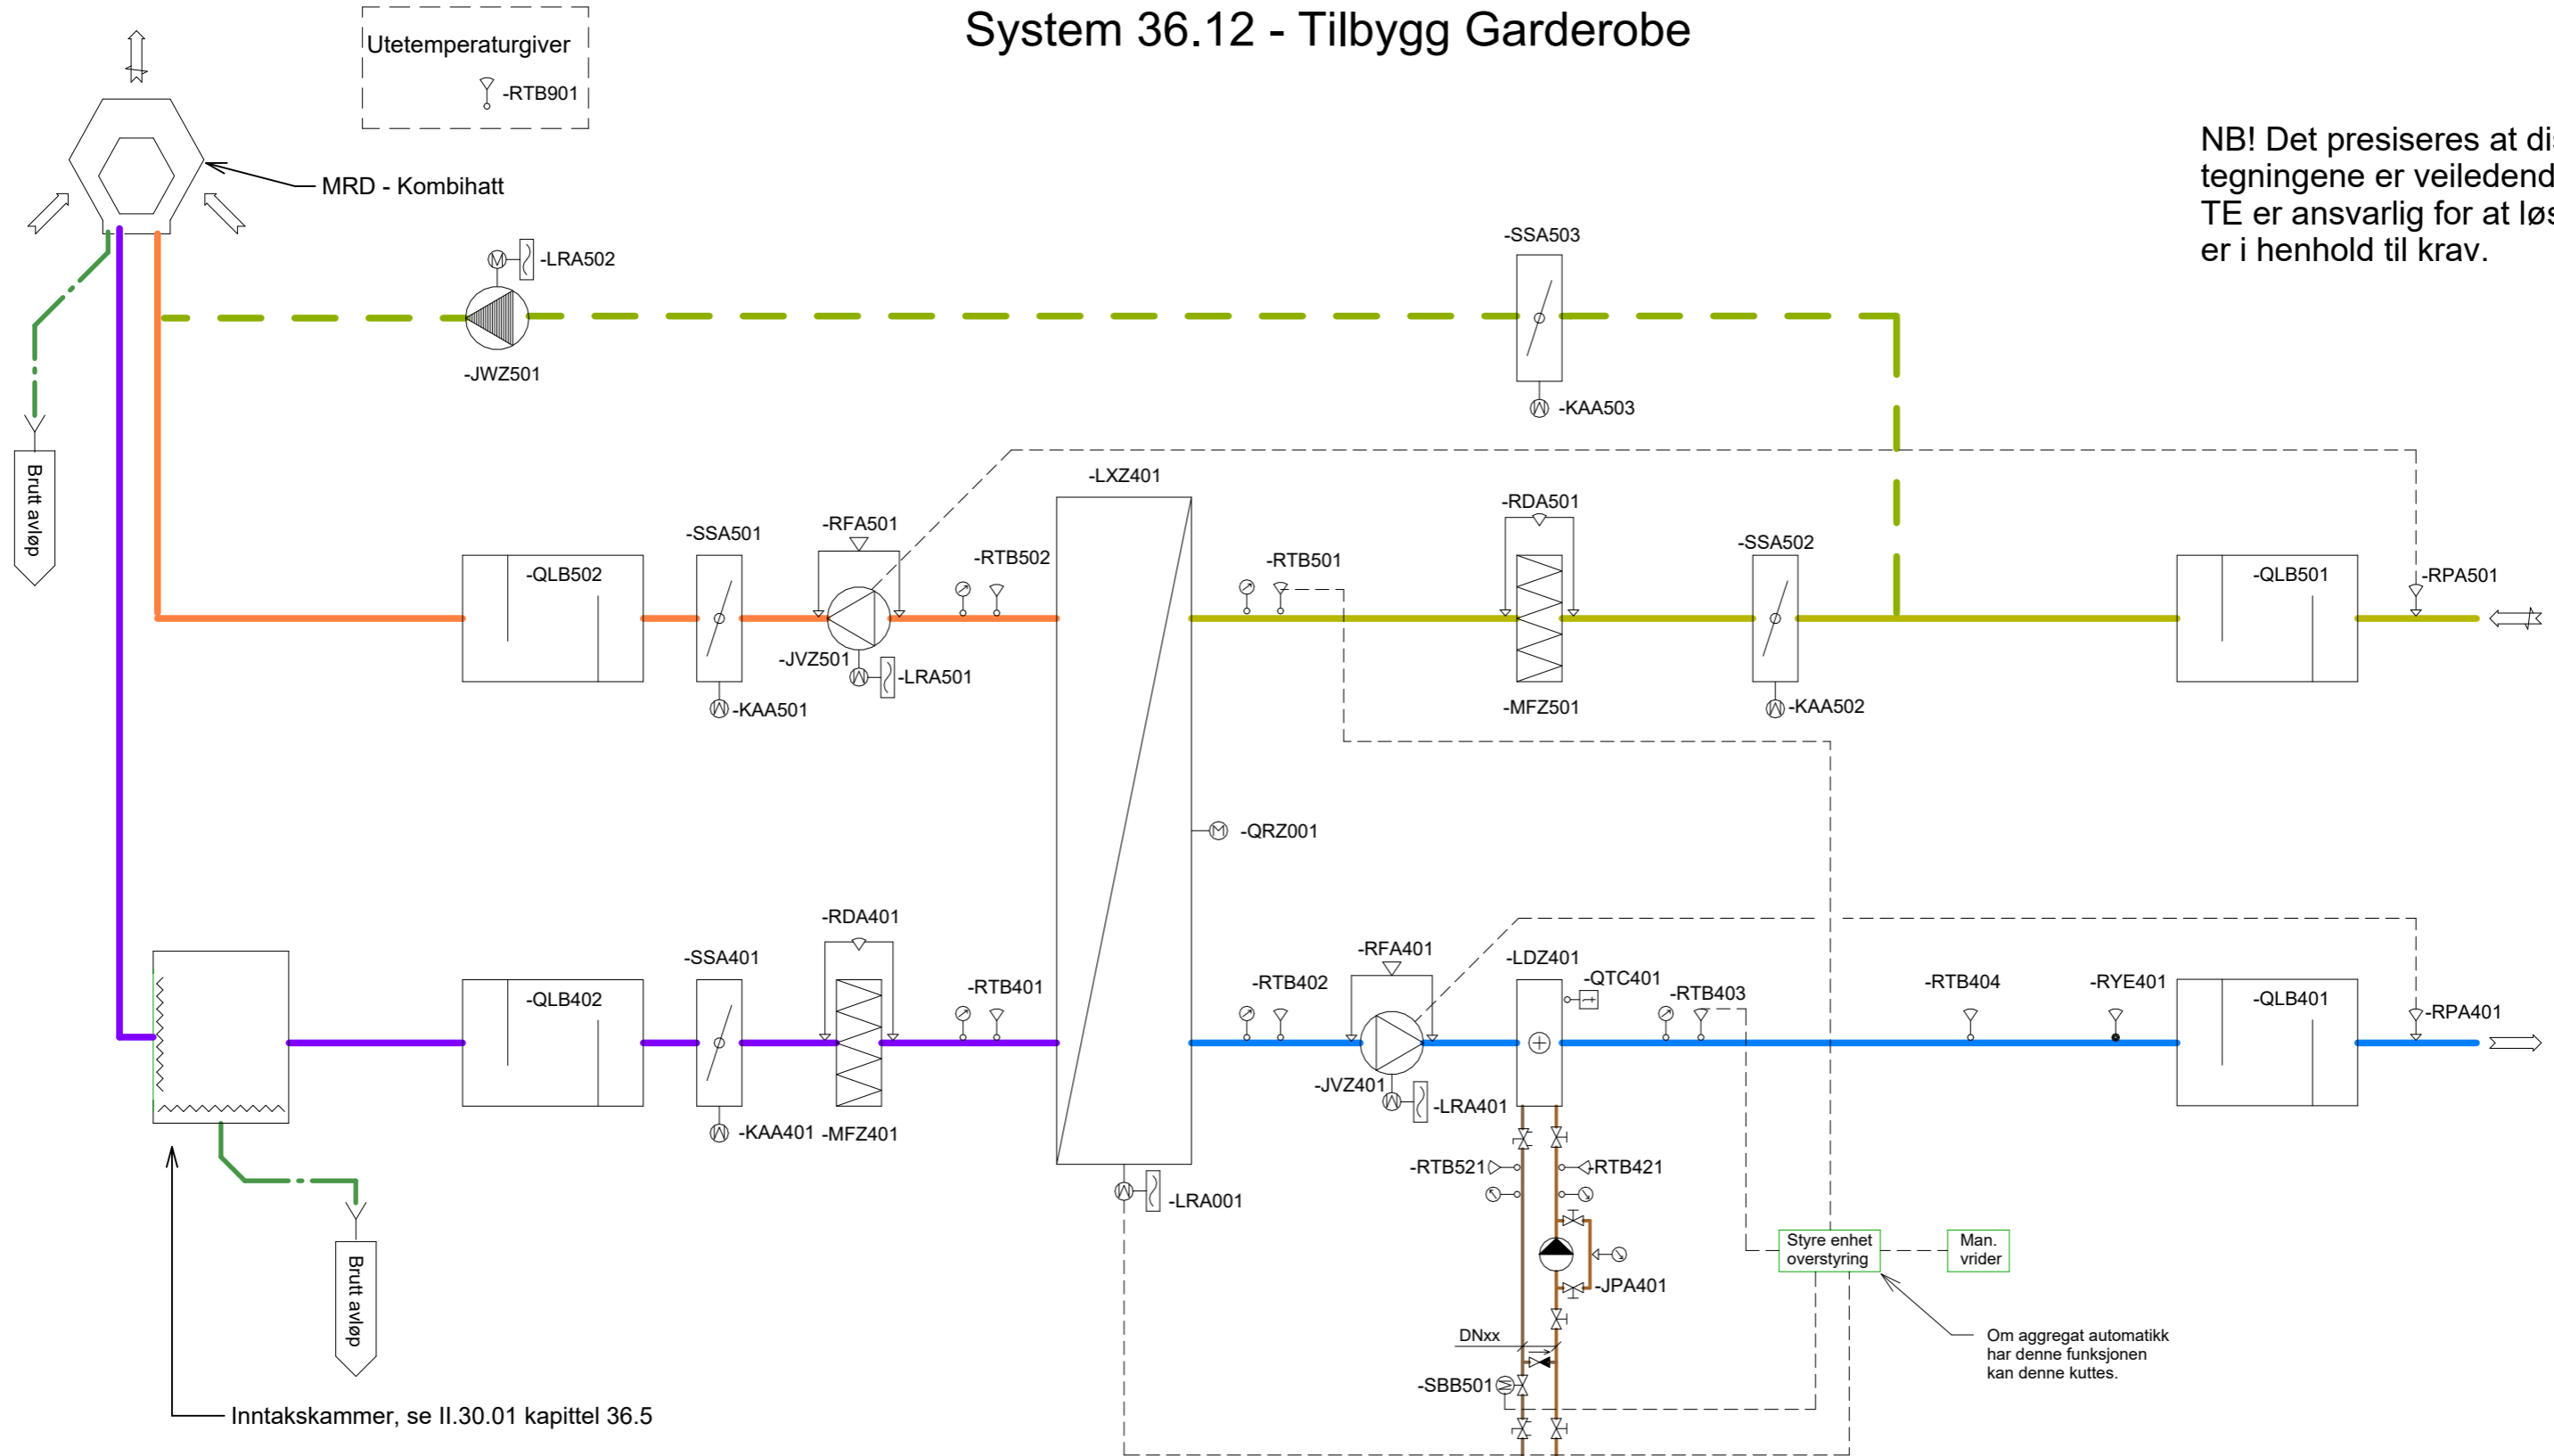 System 36.12 - Tilbygg Garderobe
Utetemperaturgiver
-RTB901
MRD - Kombihatt
NB! Det presiseres at
tegningene er
TE er ansvarlig for at
er i henhold til krav.
-LRA502
-JWZ501
-SSA503
-KAA503
Brutt avløp
-LXZ401
-QLB502
-SSA501
-KAA501
-RFA501
-JVZ501
-LRA501
-RTB502
-RTB501
-RDA501
-MFZ501
-SSA502
-KAA502
-QLB501
-RPA501
-QRZ001
-QLB402
-SSA401
-KAA401
-RDA401
-MFZ401
-RTB401
-LRA001
-RTB402
-RFA401
-JVZ401
-LRA401
-LDZ401
-QTC401
-RTB403
-RTB404
-RYE401
-QLB401
-RPA401
-RTB521
-RTB421
-JPA401
DNxx
-SBB501
Styre enhet
overstyring
Man.
vrider
Om aggregat automatikk
har denne funksjonen
kan denne kuttes.
Brutt avløp
Inntakskammer, se II.30.01 kapittel 36.5